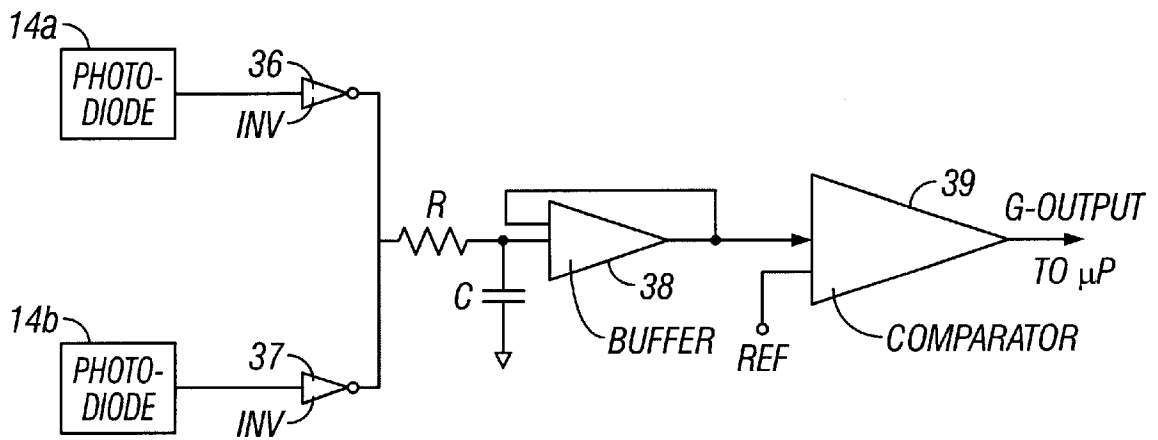 14a
PHOTO-
DIODE
36
INV
R
C
38
BUFFER
39
G-OUTPUT
TO μP
REF
COMPARATOR
14b
PHOTO-
DIODE
37
INV